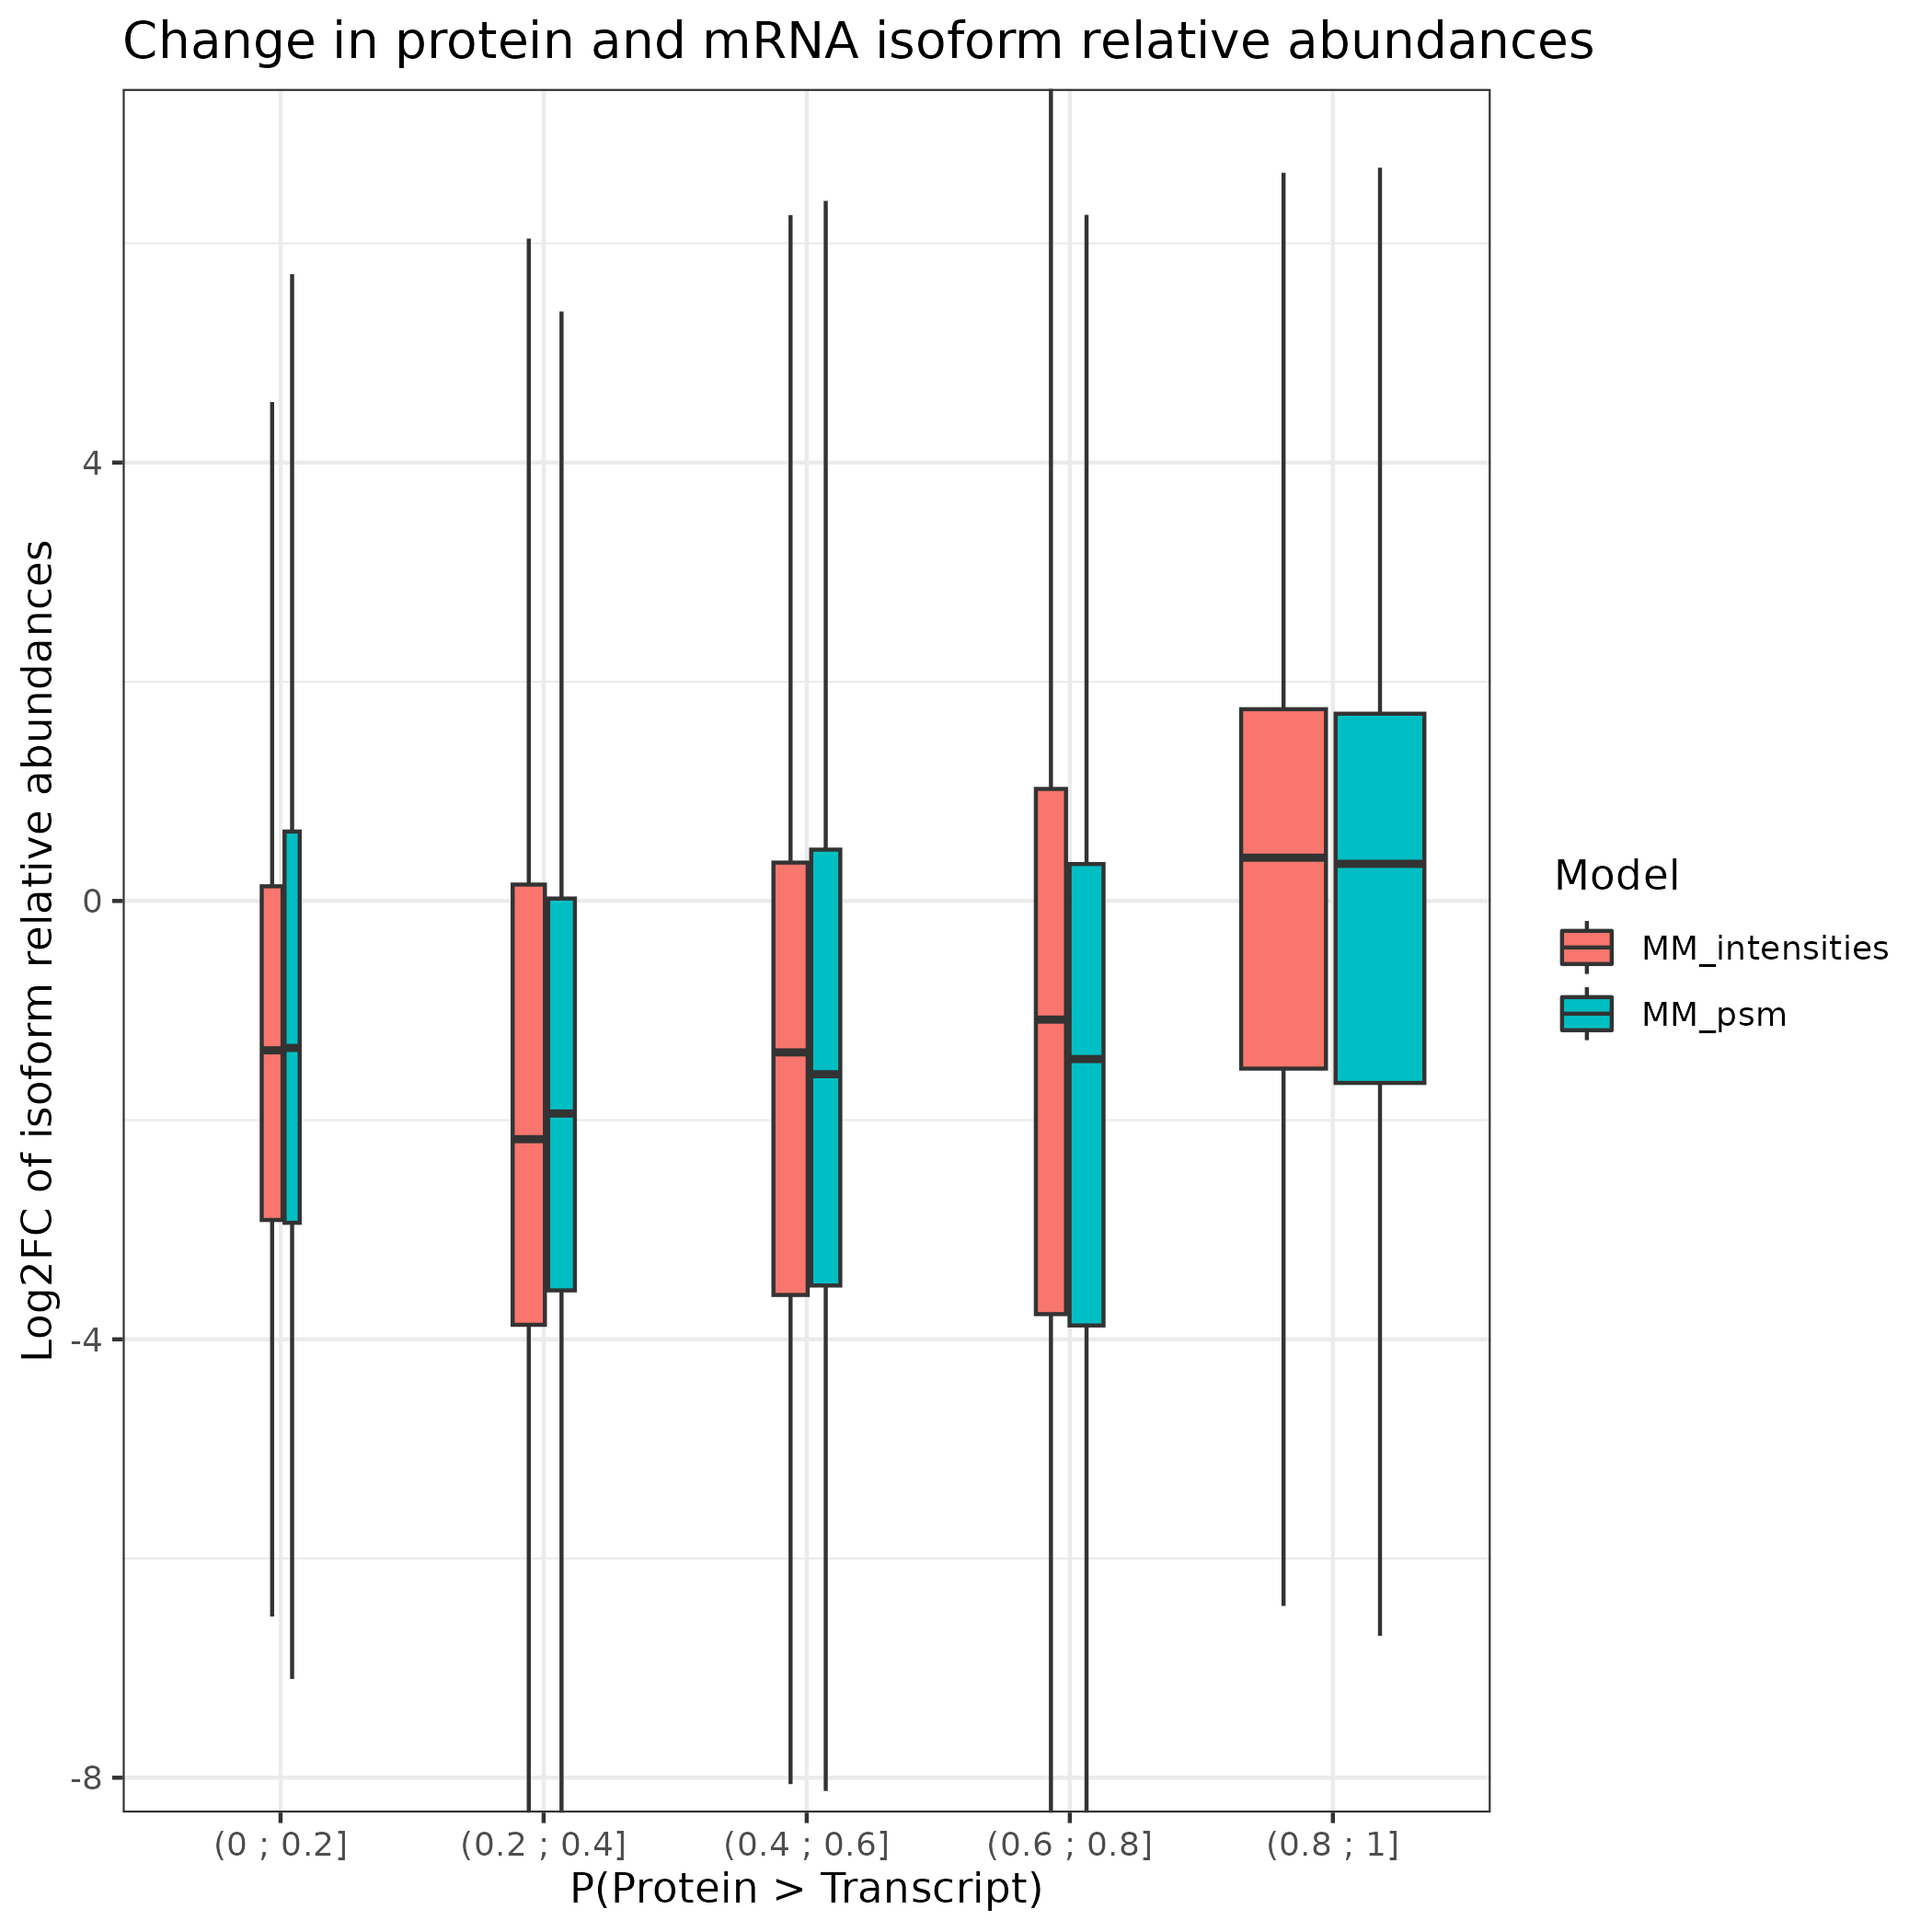 Change in protein and mRNA isoform relative abundances
Log2FC of isoform relative abundances
4
0
-4
-8
(0 ; 0.2]
(0.2 ; 0.4]
(0.4 ; 0.6]
(0.6 ; 0.8]
(0.8 ; 1]
P(Protein > Transcript)
Model
MM_intensities
MM_psm